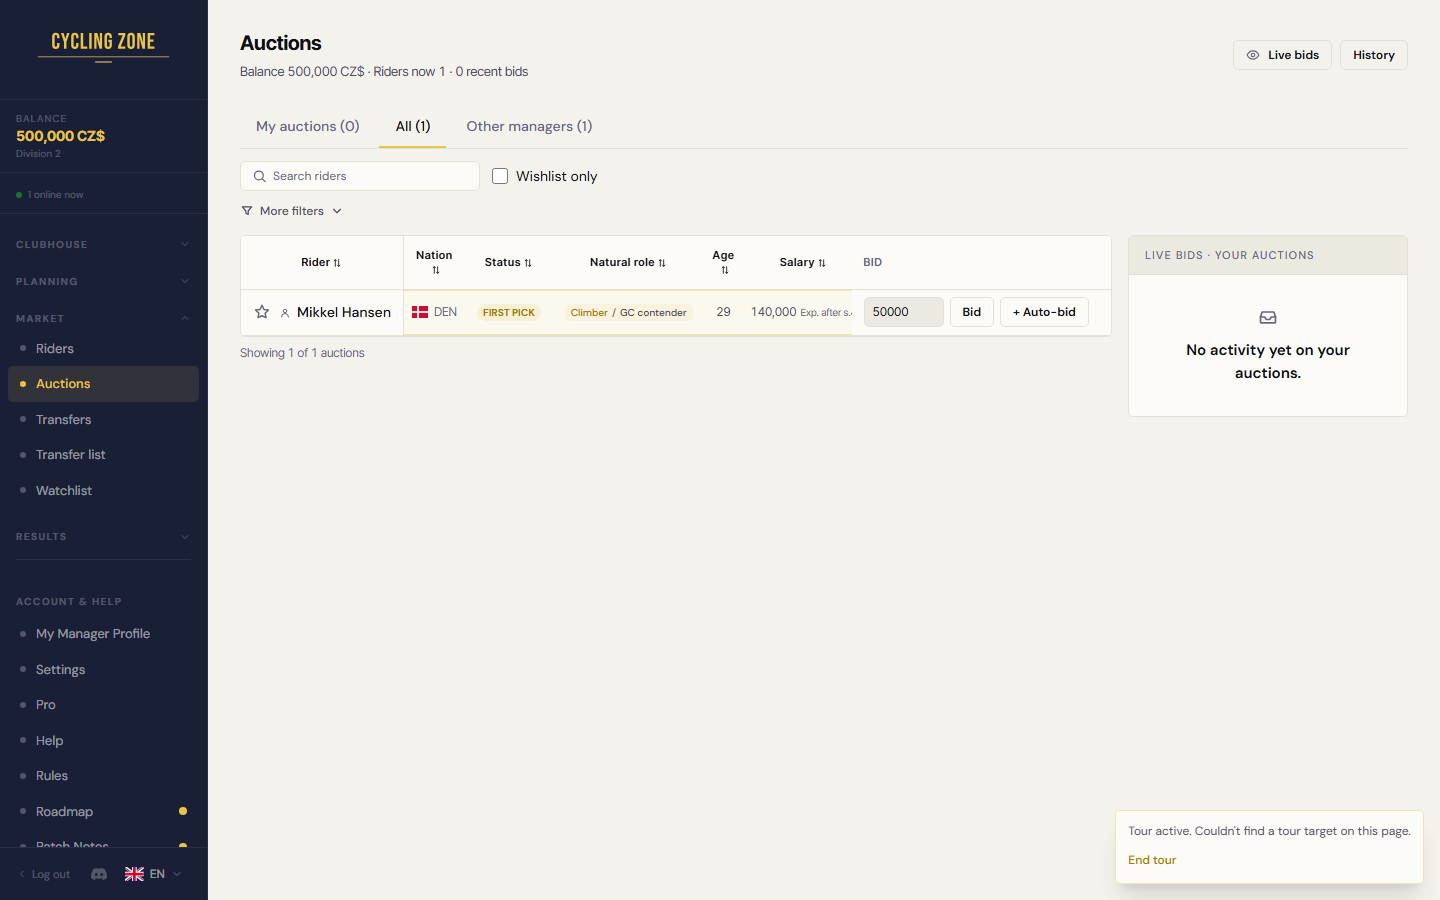 CYCLING ZONE
BALANCE
500,000 CZ$
Division 2
1 online now
CLUBHOUSE
PLANNING
MARKET
Riders
Auctions
Transfers
Transfer list
Watchlist
RESULTS
ACCOUNT & HELP
My Manager Profile
Settings
Pro
Help
Rules
Roadmap
Patch Notes
Log out
EN
Auctions
Balance 500,000 CZ$ · Riders now 1 · 0 recent bids
Live bids
History
My auctions (0)
All (1)
Other managers (1)
Search riders
Wishlist only
More filters
Rider
Nation
Status
Natural role
Age
Salary
BID
Mikkel Hansen
DEN
FIRST PICK
Climber / GC contender
29
140,000 Exp. after s.
50000
Bid
+ Auto-bid
Showing 1 of 1 auctions
LIVE BIDS · YOUR AUCTIONS
No activity yet on your
auctions.
Tour active. Couldn't find a tour target on this page.
End tour